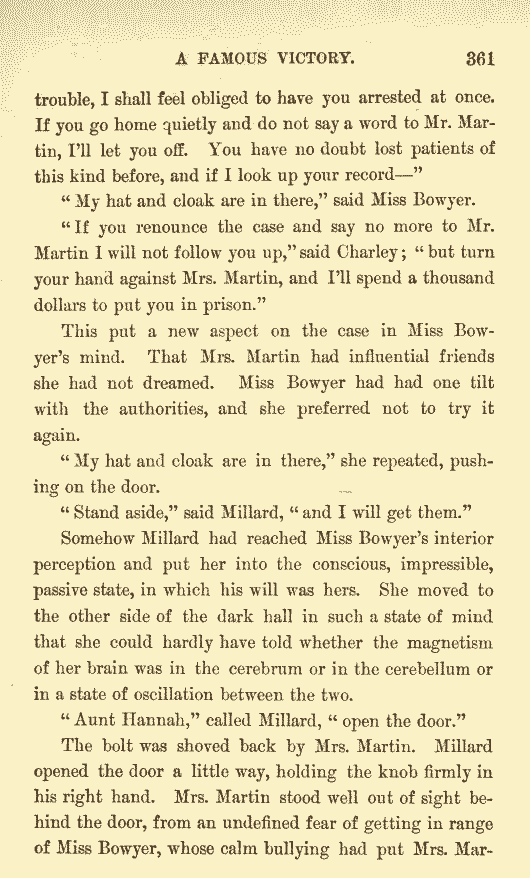 A FAMOUS VICTORY. 361
trouble, I shall feel obliged to have you arrested at once.
If you go home quietly and do not say a word to Mr. Mar-
tin, I'll let you off. You have no doubt lost patients of
this kind before, and if I look up your record—"
"My hat and cloak are in there," said Miss Bowyer.
"If you renounce the case and say no more to Mr.
Martin I will not follow you up," said Charley; "but turn
your hand against Mrs. Martin, and I'll spend a thousand
dollars to put you in prison."
This put a new aspect on the case in Miss Bow-
yer's mind. That Mrs. Martin had influential friends
she had not dreamed. Miss Bowyer had had one tilt
with the authorities, and she preferred not to try it
again.
"My hat and cloak are in there," she repeated, push-
ing on the door.
"Stand aside," said Millard, "and I will get them."
Somehow Millard had reached Miss Bowyer's interior
perception and put her into the conscious, impressible,
passive state, in which his will was hers. She moved to
the other side of the dark hall in such a state of mind
that she could hardly have told whether the magnetism
of her brain was in the cerebrum or in the cerebellum or
in a state of oscillation between the two.
"Aunt Hannah," called Millard, "open the door."
The bolt was shoved back by Mrs. Martin. Millard
opened the door a little way, holding the knob firmly in
his right hand. Mrs. Martin stood well out of sight be-
hind the door, from an undefined fear of getting in range
of Miss Bowyer, whose calm bullying had put Mrs. Mar-